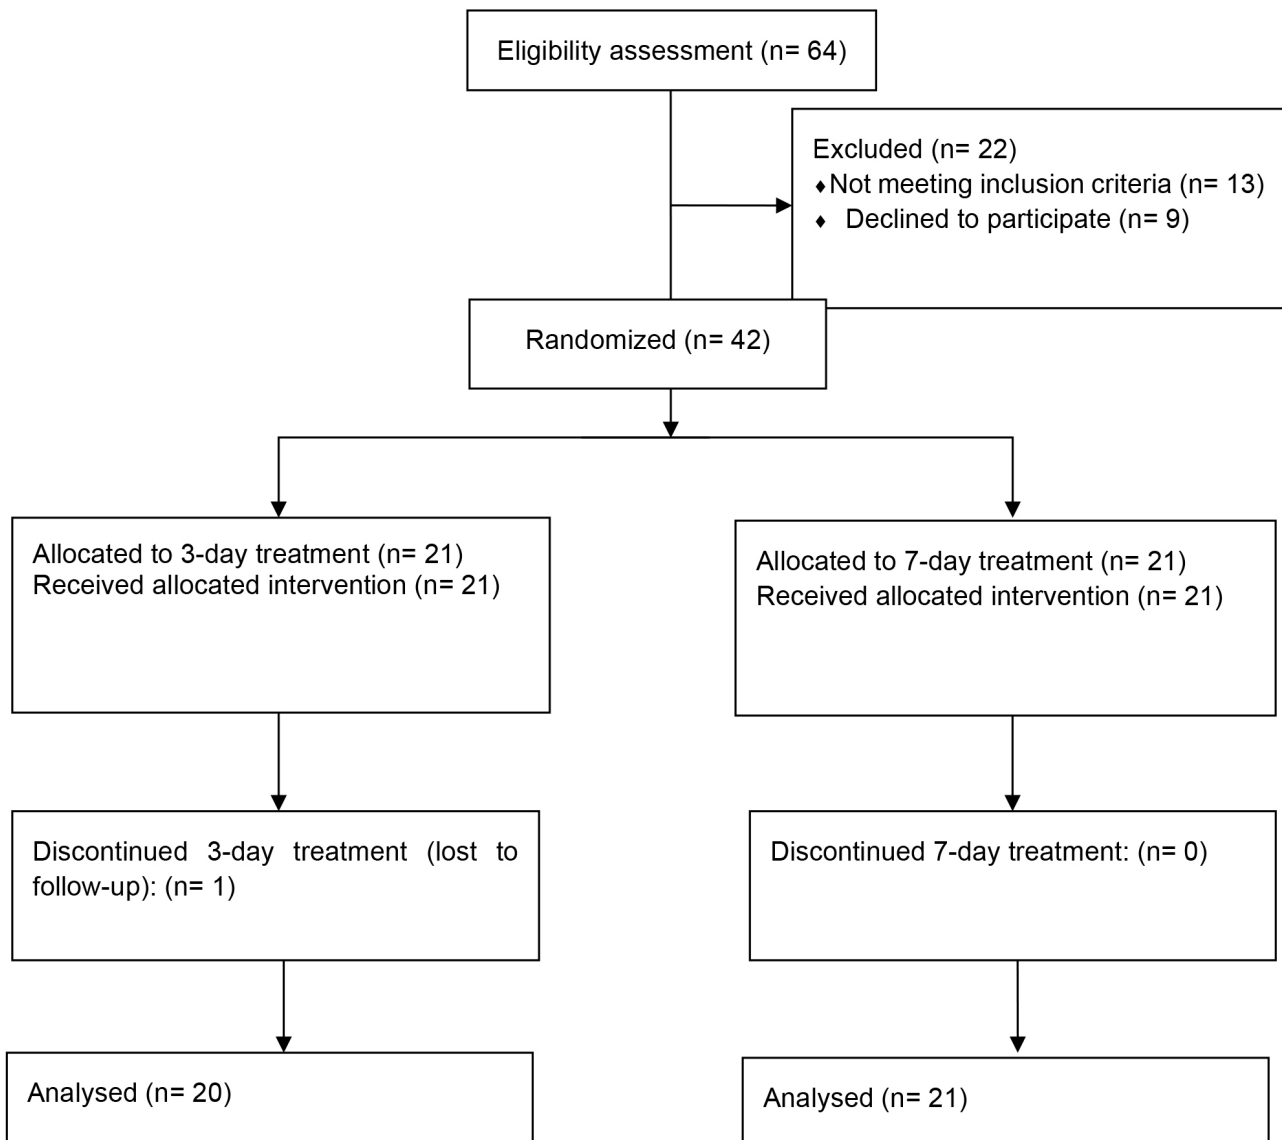 Eligibility assessment (n= 64)
Excluded (n= 22)
♦Not meeting inclusion criteria (n= 13)
♦ Declined to participate (n= 9)
Randomized (n= 42)
Allocated to 3-day treatment (n= 21)
Received allocated intervention (n= 21)
Allocated to 7-day treatment (n= 21)
Received allocated intervention (n= 21)
Discontinued 3-day treatment (lost to
follow-up): (n= 1)
Discontinued 7-day treatment: (n= 0)
Analysed (n= 20)
Analysed (n= 21)